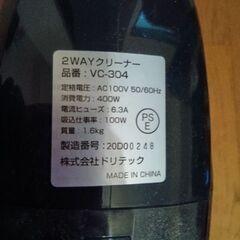 2WAYクリーナー
品番：VC-304
定格電圧：AC100V 50/60Hz
消費電力：400W
電流ヒューズ：6.3A
吸込仕事率：100W
質量：1.6kg
PS
E
製造番号：20D00248
株式会社ドリテック
MADE IN CHINA